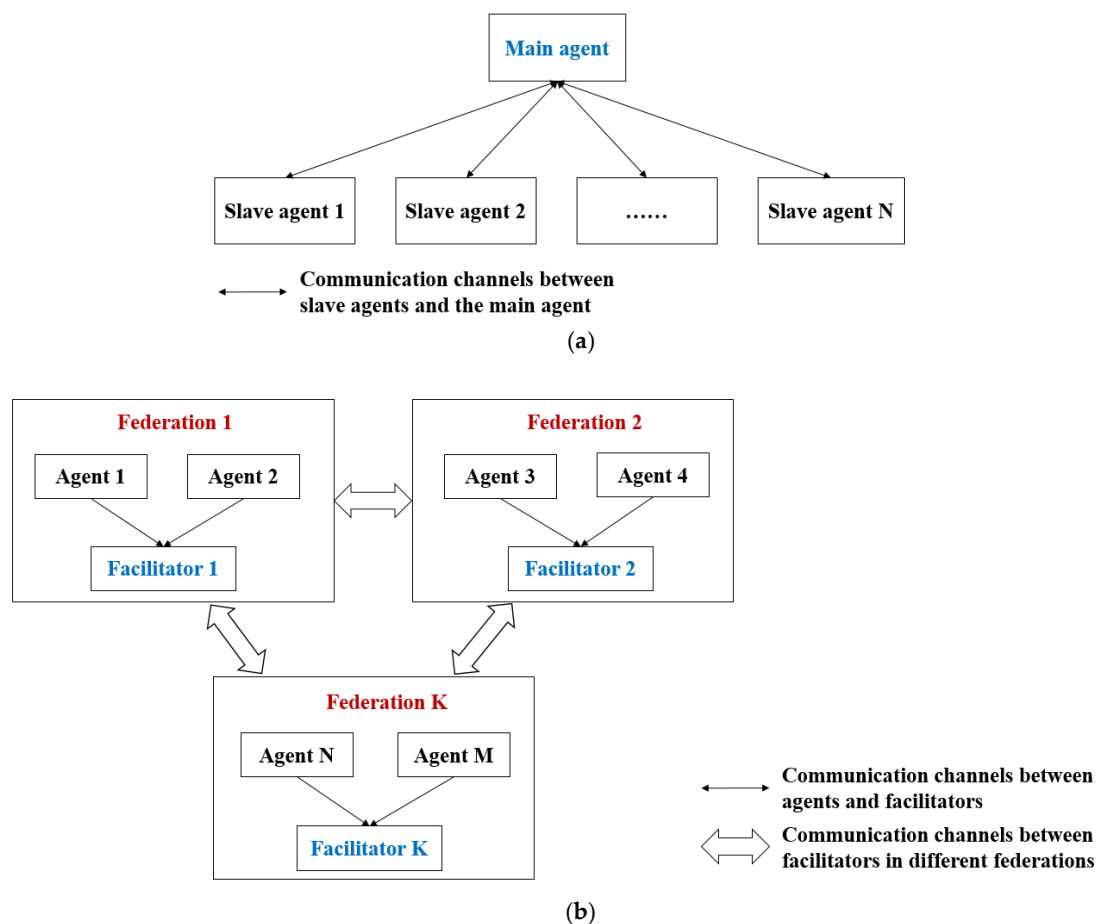 Main agent
Slave agent 1
Slave agent 2
......
Slave agent N
Communication channels between
slave agents and the main agent
(a)
Federation 1
Agent 1
Agent 2
Facilitator 1
Federation 2
Agent 3
Agent 4
Facilitator 2
Federation K
Agent N
Agent M
Facilitator K
Communication channels between
agents and facilitators
Communication channels between
facilitators in different federations
(b)